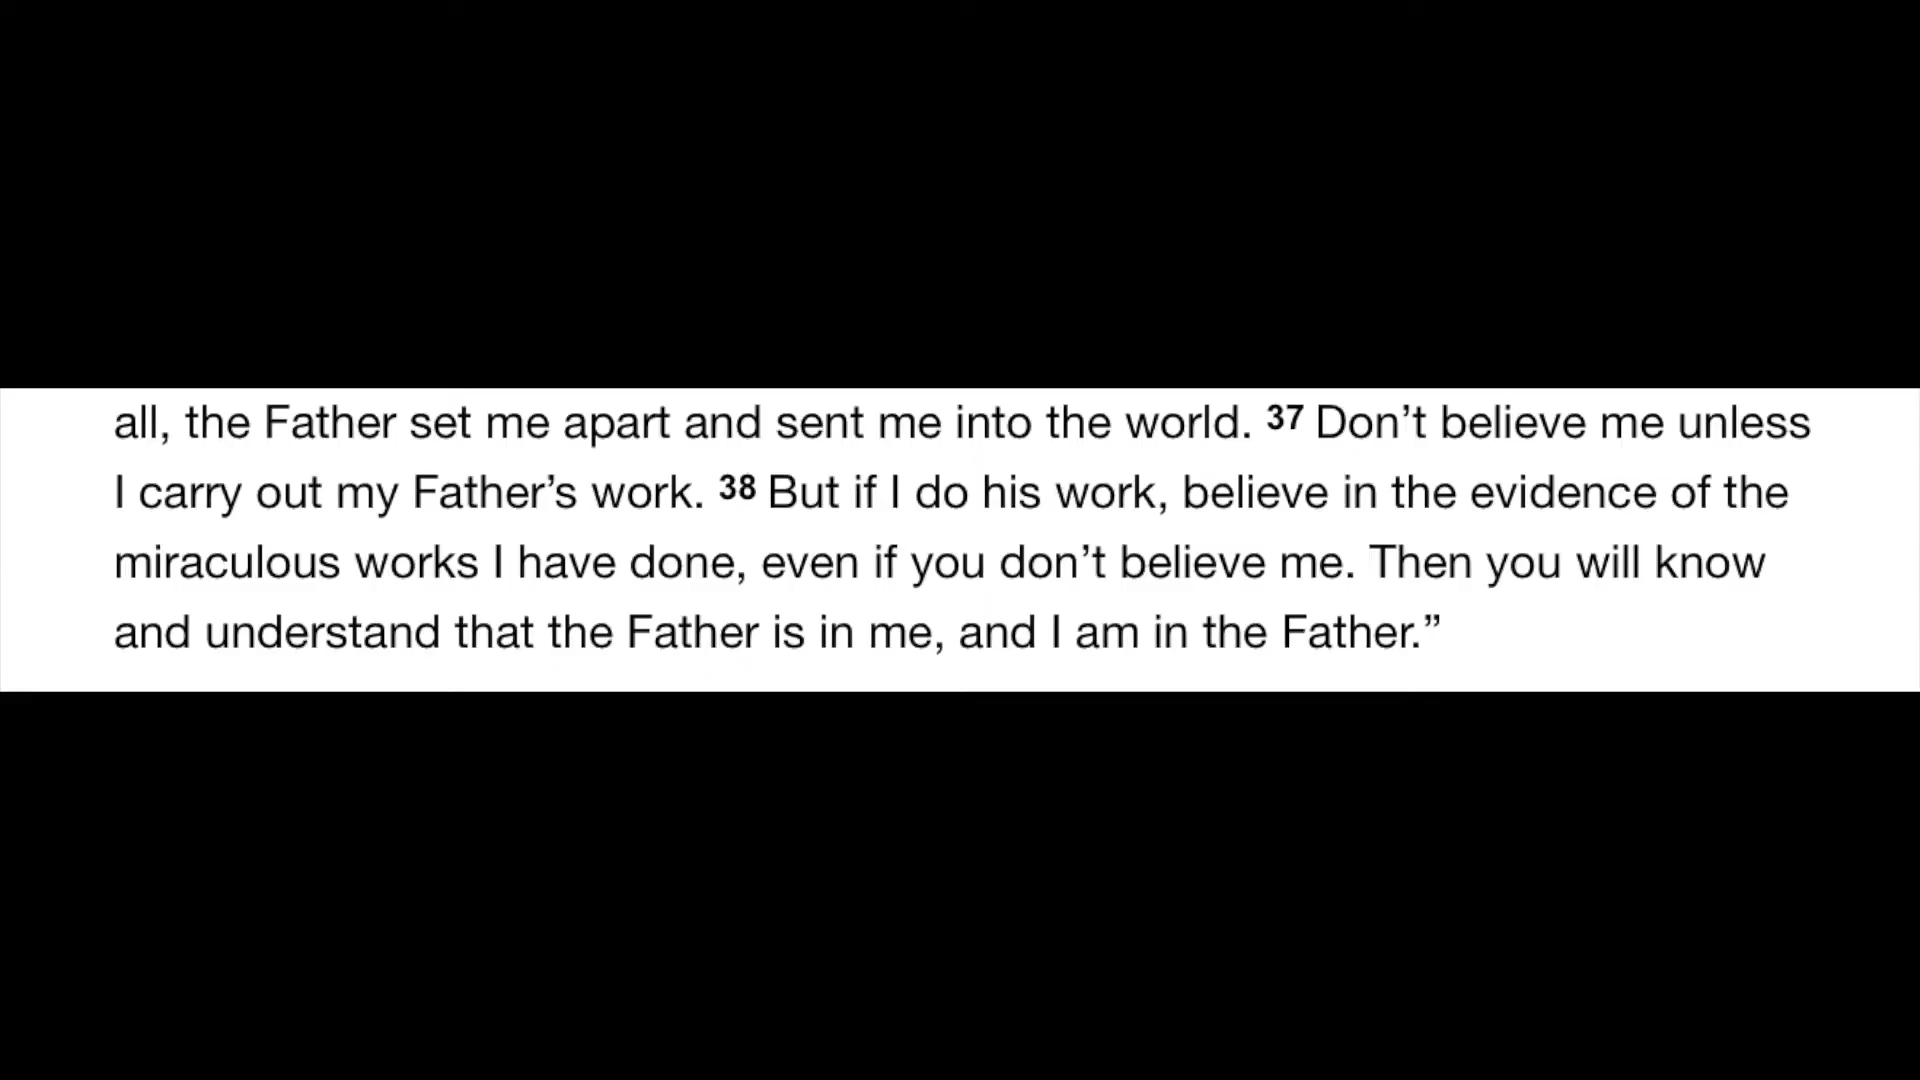 all, the Father set me apart and sent me into the world. 37 Don’t believe me unless
I carry out my Father’s work. 38 But if I do his work, believe in the evidence of the
miraculous works I have done, even if you don’t believe me. Then you will know
and understand that the Father is in me, and I am in the Father.”